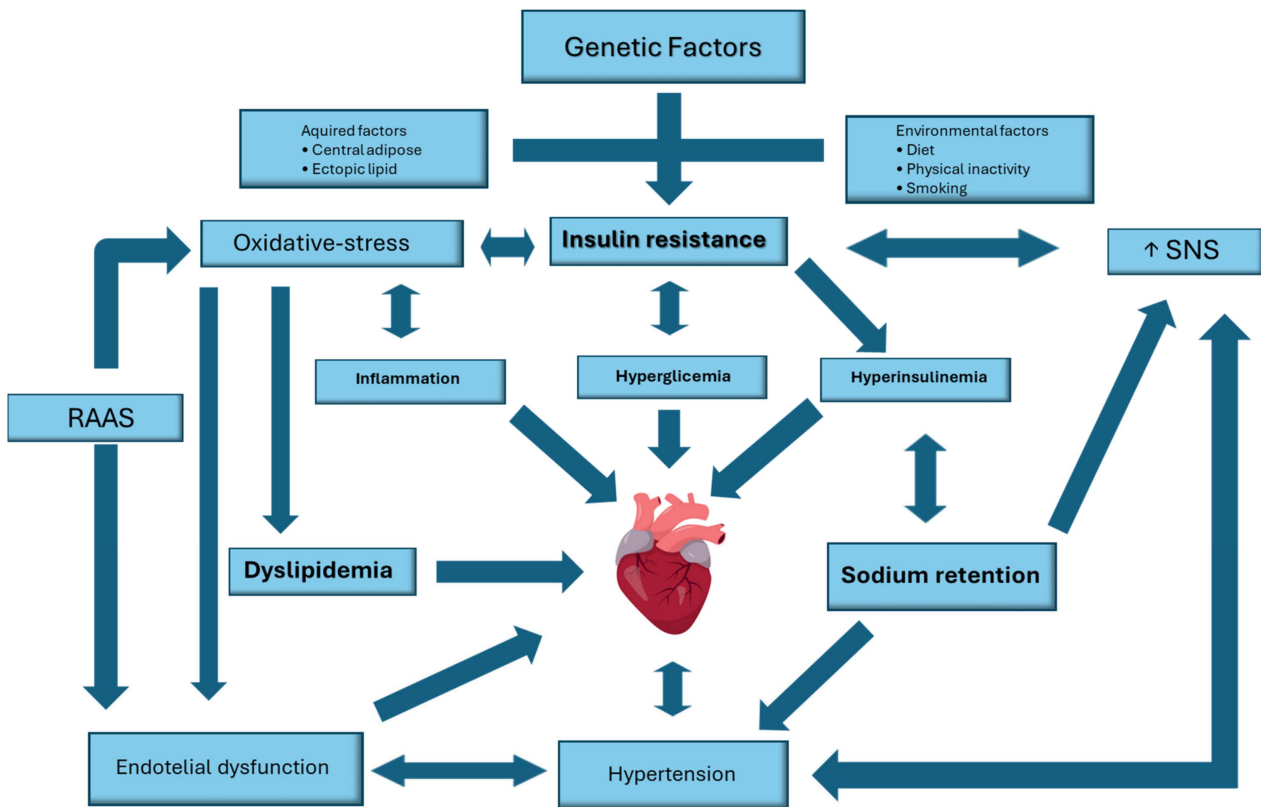 Genetic Factors
Aquired factors
• Central adipose
• Ectopic lipid
Environmental factors
• Diet
• Physical inactivity
• Smoking
Oxidative-stress
Insulin resistance
↑ SNS
Inflammation
Hyperglicemia
Hyperinsulinemia
RAAS
Dyslipidemia
Sodium retention
Endotelial dysfunction
Hypertension